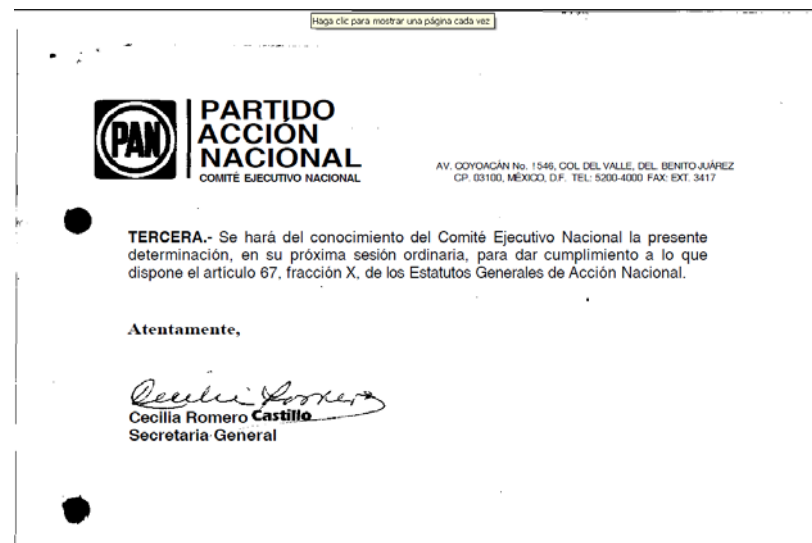 Haga clic para mostrar una página cada vez
PAN
PARTIDO
ACCIÓN
NACIONAL
COMITÉ EJECUTIVO NACIONAL
AV. COYOACÁN No. 1546, COL DEL VALLE, DEL. BENITO JUÁREZ
CP. 03100, MÉXICO, D.F. TEL: 5200-4000 FAX: EXT. 3417
TERCERA.- Se hará del conocimiento del Comité Ejecutivo Nacional la presente
determinación, en su próxima sesión ordinaria, para dar cumplimiento a lo que
dispone el artículo 67, fracción X, de los Estatutos Generales de Acción Nacional.
Atentamente,
Cecilia Romero
Cecilia Romero Castillo
Secretaria General